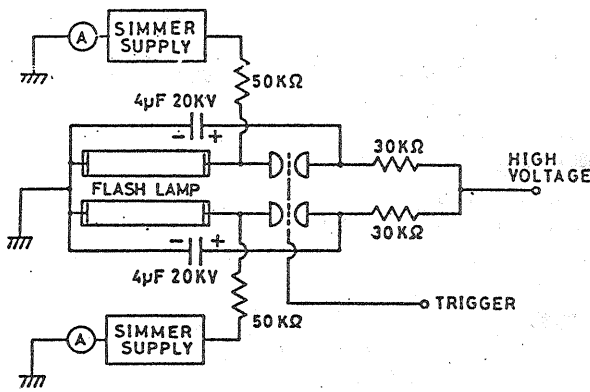 A
SIMMER
SUPPLY
50KΩ
4μF 20KV
− +
30KΩ
HIGH
VOLTAGE
FLASH LAMP
30KΩ
− +
4μF 20KV
TRIGGER
50KΩ
A
SIMMER
SUPPLY